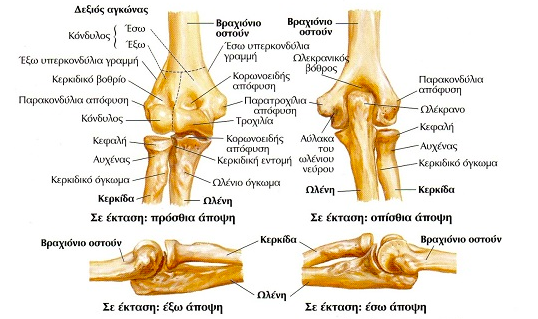 Δεξιός αγκώνας
Κόνδυλος
Έσω
Έξω
Έξω υπερκονδύλια γραμμή
Κερκιδικό βοθρίο
Παρακονδύλια απόφυση
Κόνδυλος
Κεφαλή
Αυχένας
Κερκιδικό όγκωμα
Κερκίδα
Βραχιόνιο
οστούν
Έσω υπερκονδύλια
γραμμή
Κορωνοειδής
απόφυση
Παρατροχίλια
απόφυση
Τροχιλία
Κορωνοειδής
απόφυση
Κερκιδική εντομή
Ωλένιο όγκωμα
Ωλένη
Σε έκταση: πρόσθια άποψη
Βραχιόνιο
οστούν
Ωλεκρανικός
βόθρος
Αύλακα
του
ωλένιου
νεύρου
Ωλένη
Παρακονδύλια
απόφυση
Ωλέκρανο
Κεφαλή
Αυχένας
Κερκιδικό όγκωμα
Κερκίδα
Σε έκταση: οπίσθια άποψη
Βραχιόνιο οστούν
Κερκίδα
Βραχιόνιο οστούν
Ωλένη
Σε έκταση: έξω άποψη
Σε έκταση: έσω άποψη